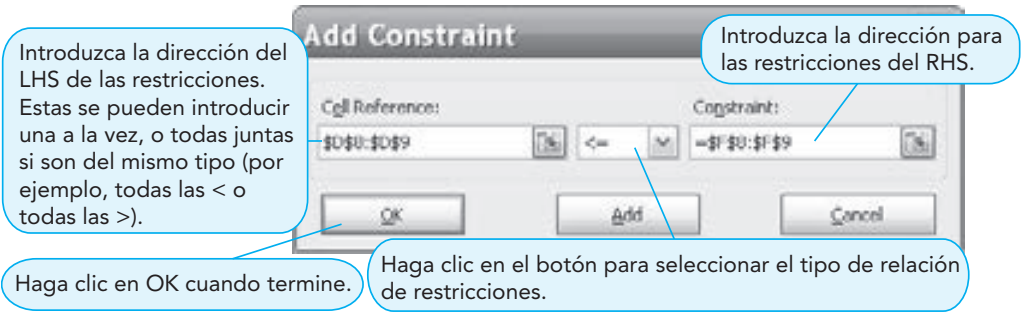 Add Constraint
Introduzca la dirección del
LHS de las restricciones.
Estas se pueden introducir
una a la vez, o todas juntas
si son del mismo tipo (por
ejemplo, todas las < o
todas las >).
Introduzca la dirección para
las restricciones del RHS.
Cell Reference:
Constraint:
$D$8:$D$9
<=
=$F$8:$F$9
OK
Add
Cancel
Haga clic en OK cuando termine.
Haga clic en el botón para seleccionar el tipo de relación
de restricciones.